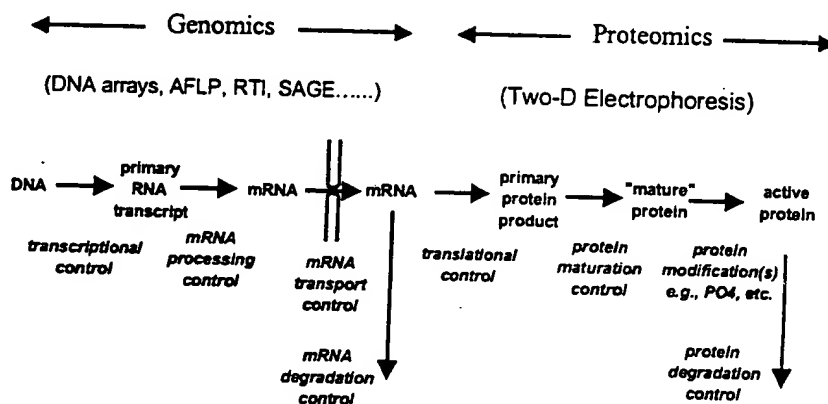 Genomics
Proteomics
(DNA arrays, AFLP, RTI, SAGE......)
(Two-D Electrophoresis)
DNA
primary
RNA
transcript
mRNA
mRNA
primary
protein
product
"mature"
protein
active
protein
transcriptional
control
mRNA
processing
control
mRNA
transport
control
translational
control
protein
maturation
control
protein
modification(s)
e.g., PO4, etc.
mRNA
degradation
control
protein
degradation
control